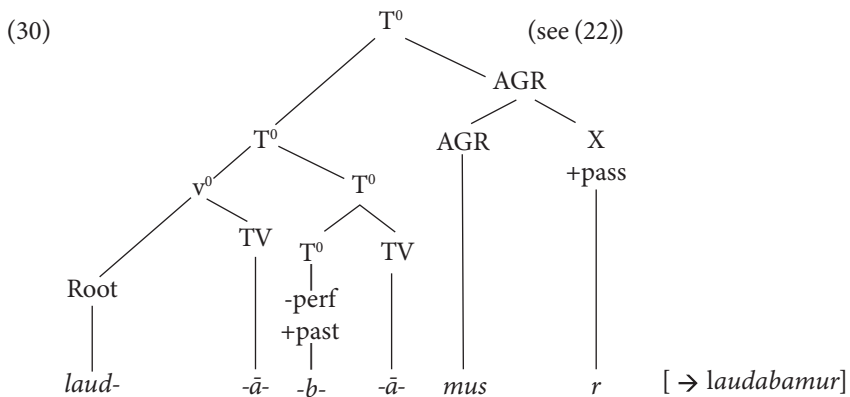 (30) T⁰ (see (22))
AGR
T⁰ AGR X
+pass
v⁰ T⁰
TV T⁰ TV
Root -perf
+past
laud- -ā- -b- -ā- mus r [ → laudabamur]